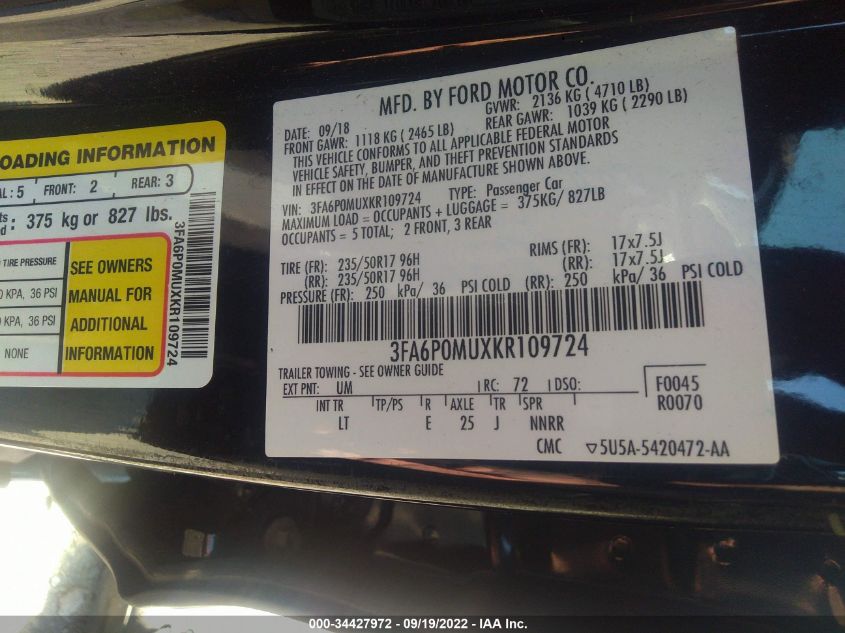 OADING INFORMATION
AL : 5 FRONT: 2 REAR: 3
375 kg or 827 lbs.
TIRE PRESSURE
KPA, 36 PSI
KPA, 36 PSI
NONE
SEE OWNERS
MANUAL FOR
ADDITIONAL
INFORMATION
3FA6P0MUXKR109724
MFD. BY FORD MOTOR CO.
DATE: 09/18 GVWR: 2136 KG ( 4710 LB)
FRONT GAWR: 1118 KG ( 2465 LB) REAR GAWR: 1039 KG ( 2290 LB)
THIS VEHICLE CONFORMS TO ALL APPLICABLE FEDERAL MOTOR
VEHICLE SAFETY, BUMPER, AND THEFT PREVENTION STANDARDS
IN EFFECT ON THE DATE OF MANUFACTURE SHOWN ABOVE.
VIN: 3FA6P0MUXKR109724 TYPE: Passenger Car
MAXIMUM LOAD = OCCUPANTS + LUGGAGE = 375KG/ 827LB
OCCUPANTS = 5 TOTAL; 2 FRONT, 3 REAR
TIRE (FR): 235/50R17 96H RIMS (FR): 17x7.5J
(RR): 235/50R17 96H (RR): 17x7.5J
PRESSURE (FR): 250 kPa/ 36 PSI COLD (RR): 250 kPa/ 36 PSI COLD
3FA6P0MUXKR109724
TRAILER TOWING - SEE OWNER GUIDE
EXT PNT: UM RC: 72 DSO: F0045
INT TR TP/PS R AXLE TR SPR R0070
LT E 25 J NNRR
CMC ▽5U5A-5420472-AA
000-34427972 - 09/19/2022 - IAA Inc.